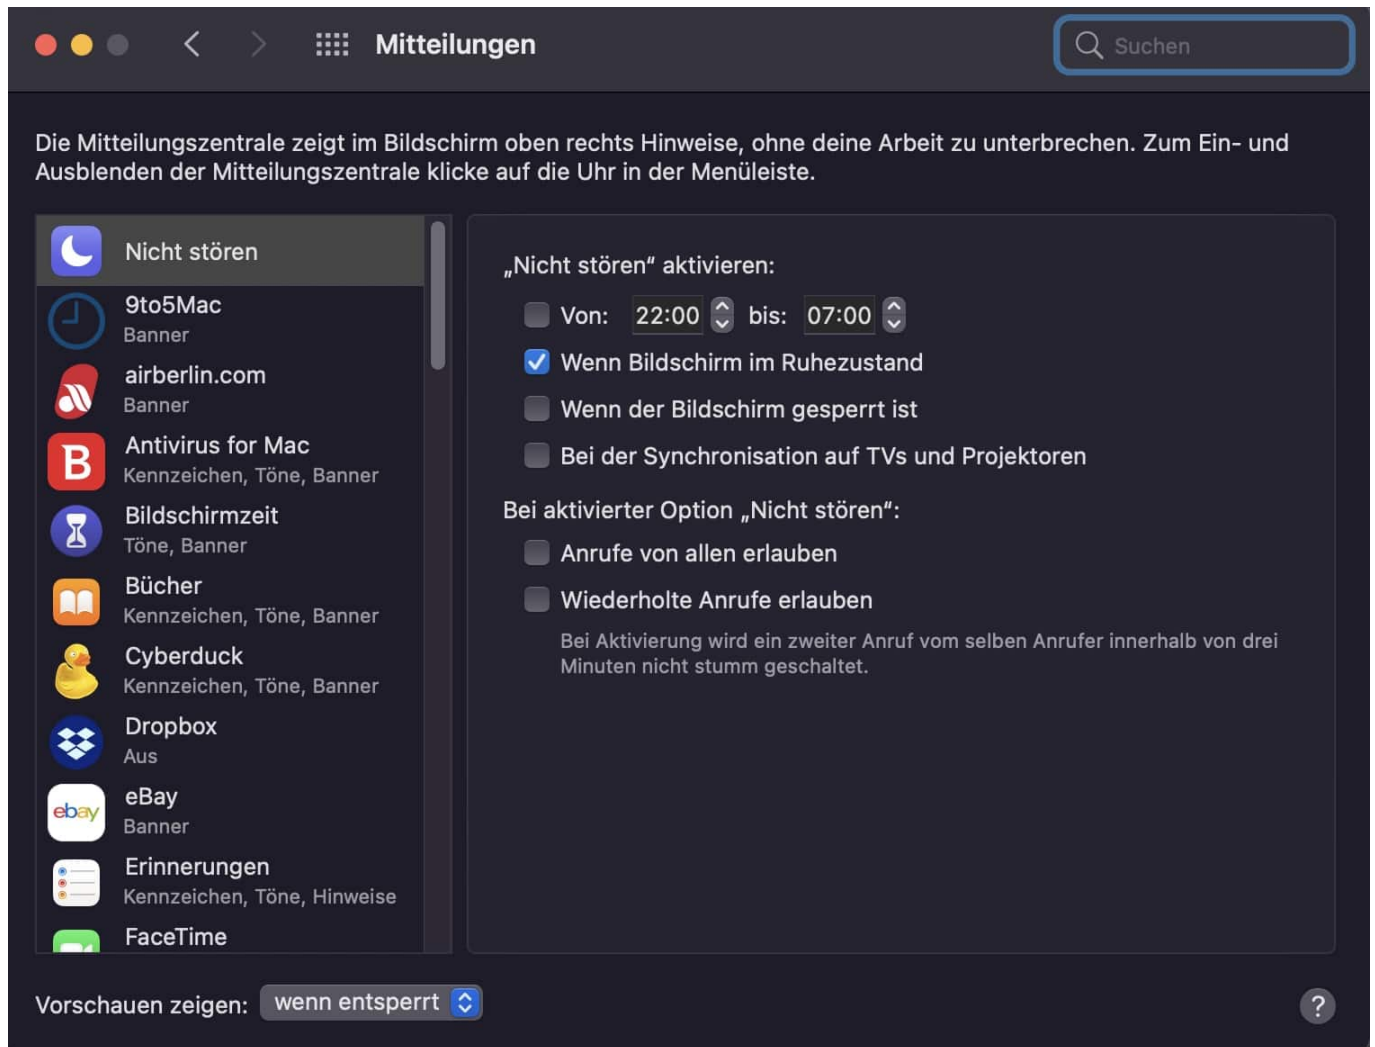 Mitteilungen
Suchen
Die Mitteilungszentrale zeigt im Bildschirm oben rechts Hinweise, ohne deine Arbeit zu unterbrechen. Zum Ein- und
Ausblenden der Mitteilungszentrale klicke auf die Uhr in der Menüleiste.
Nicht stören
9to5Mac
Banner
airberlin.com
Banner
B
Antivirus for Mac
Kennzeichen, Töne, Banner
Bildschirmzeit
Töne, Banner
Bücher
Kennzeichen, Töne, Banner
Cyberduck
Kennzeichen, Töne, Banner
Dropbox
Aus
ebay
eBay
Banner
Erinnerungen
Kennzeichen, Töne, Hinweise
FaceTime
„Nicht stören“ aktivieren:
Von: 22:00 bis: 07:00
Wenn Bildschirm im Ruhezustand
Wenn der Bildschirm gesperrt ist
Bei der Synchronisation auf TVs und Projektoren
Bei aktivierter Option „Nicht stören“:
Anrufe von allen erlauben
Wiederholte Anrufe erlauben
Bei Aktivierung wird ein zweiter Anruf vom selben Anrufer innerhalb von drei
Minuten nicht stumm geschaltet.
Vorschauen zeigen: wenn entsperrt
?